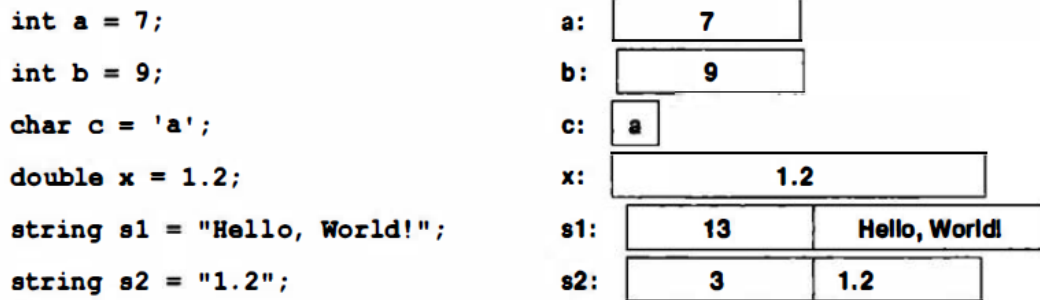 int a = 7; a: 7
int b = 9; b: 9
char c = 'a'; c: a
double x = 1.2; x: 1.2
string s1 = "Hello, World!"; s1: 13 Hello, World!
string s2 = "1.2"; s2: 3 1.2